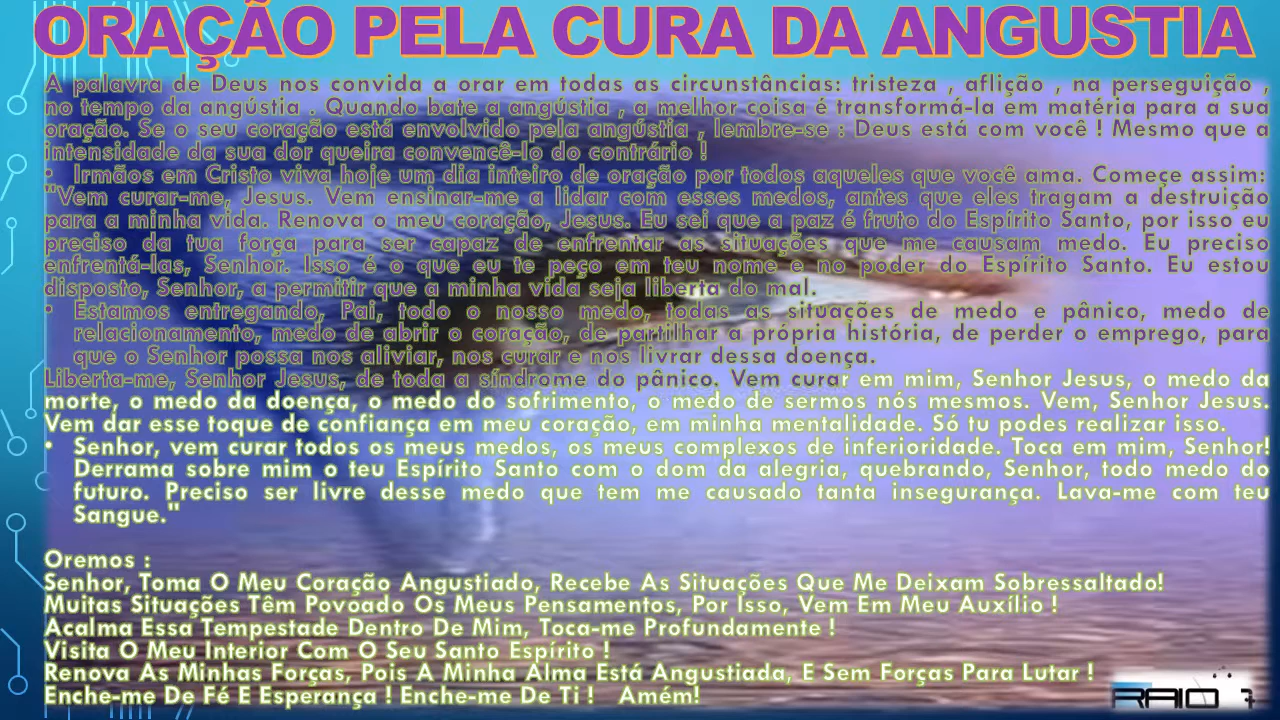 ORAÇÃO PELA CURA DA ANGUSTIA
A palavra de Deus nos convida a orar em todas as circunstâncias: tristeza , aflição , na perseguição ,
no tempo da angústia . Quando bate a angústia , a melhor coisa é transformá-la em matéria para a sua
oração. Se o seu coração está envolvido pela angústia , lembre-se : Deus está com você ! Mesmo que a
intensidade da sua dor queira convencê-lo do contrário !
• Irmãos em Cristo viva hoje um dia inteiro de oração por todos aqueles que você ama. Começe assim:
"Vem curar-me, Jesus. Vem ensinar-me a lidar com esses medos, antes que eles tragam a destruição
para a minha vida. Renova o meu coração, Jesus. Eu sei que a paz é fruto do Espírito Santo, por isso eu
preciso da tua força para ser capaz de enfrentar as situações que me causam medo. Eu preciso
enfrentá-las, Senhor. Isso é o que eu te peço em teu nome e no poder do Espírito Santo. Eu estou
disposto, Senhor, a permitir que a minha vida seja liberta do mal.
• Estamos entregando, Pai, todo o nosso medo, todas as situações de medo e pânico, medo de
relacionamento, medo de abrir o coração, de partilhar a própria história, de perder o emprego, para
que o Senhor possa nos aliviar, nos curar e nos livrar dessa doença.
Liberta-me, Senhor Jesus, de toda a síndrome do pânico. Vem curar em mim, Senhor Jesus, o medo da
morte, o medo da doença, o medo do sofrimento, o medo de sermos nós mesmos. Vem, Senhor Jesus.
Vem dar esse toque de confiança em meu coração, em minha mentalidade. Só tu podes realizar isso.
• Senhor, vem curar todos os meus medos, os meus complexos de inferioridade. Toca em mim, Senhor!
Derrama sobre mim o teu Espírito Santo com o dom da alegria, quebrando, Senhor, todo medo do
futuro. Preciso ser livre desse medo que tem me causado tanta insegurança. Lava-me com teu
Sangue."
Oremos :
Senhor, Toma O Meu Coração Angustiado, Recebe As Situações Que Me Deixam Sobressaltado!
Muitas Situações Têm Povoado Os Meus Pensamentos, Por Isso, Vem Em Meu Auxílio !
Acalma Essa Tempestade Dentro De Mim, Toca-me Profundamente !
Visita O Meu Interior Com O Seu Santo Espírito !
Renova As Minhas Forças, Pois A Minha Alma Está Angustiada, E Sem Forças Para Lutar !
Enche-me De Fé E Esperança ! Enche-me De Ti ! Amém!
RAIO 7